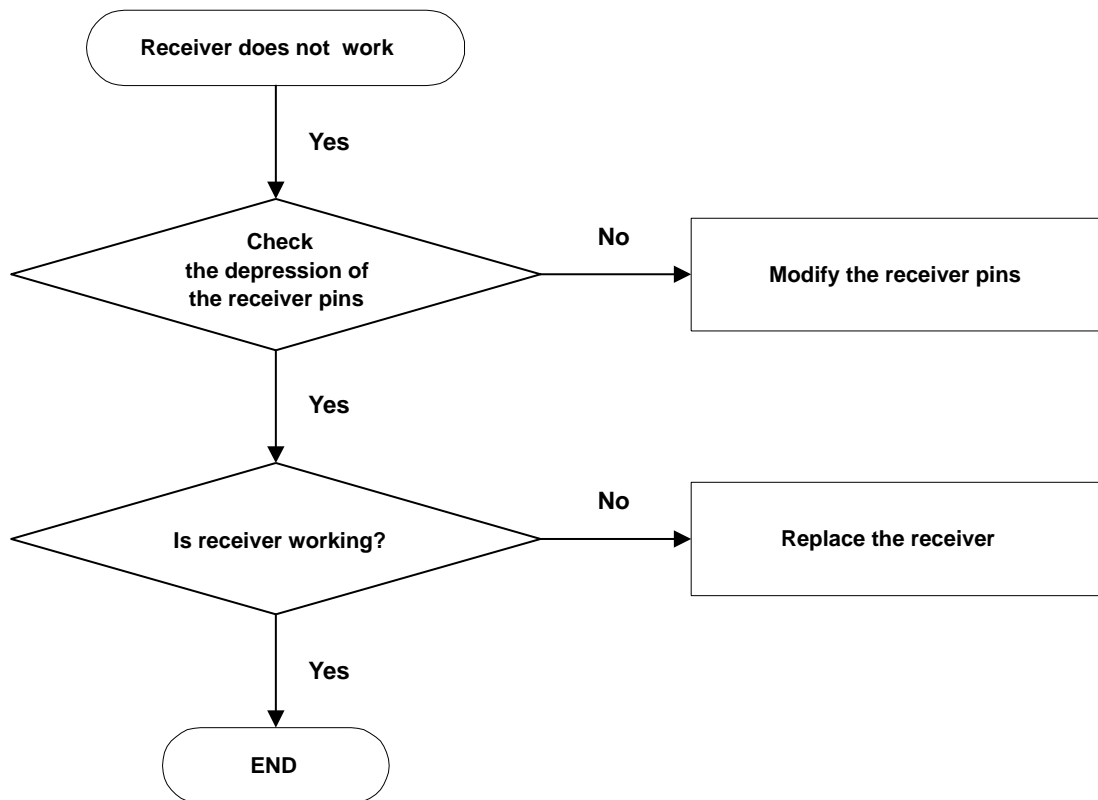 Receiver does not  work
Yes
Check
the depression of
the receiver pins
No
Modify the receiver pins
Yes
Is receiver working?
No
Replace the receiver
Yes
END